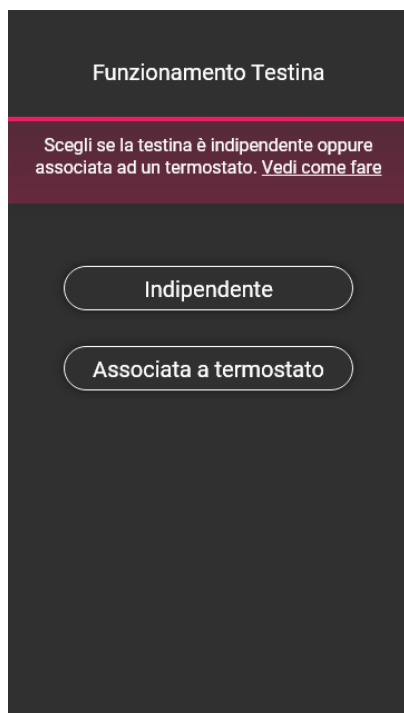 Funzionamento Testina
Scegli se la testina è indipendente oppure
associata ad un termostato. Vedi come fare
Indipendente
Associata a termostato